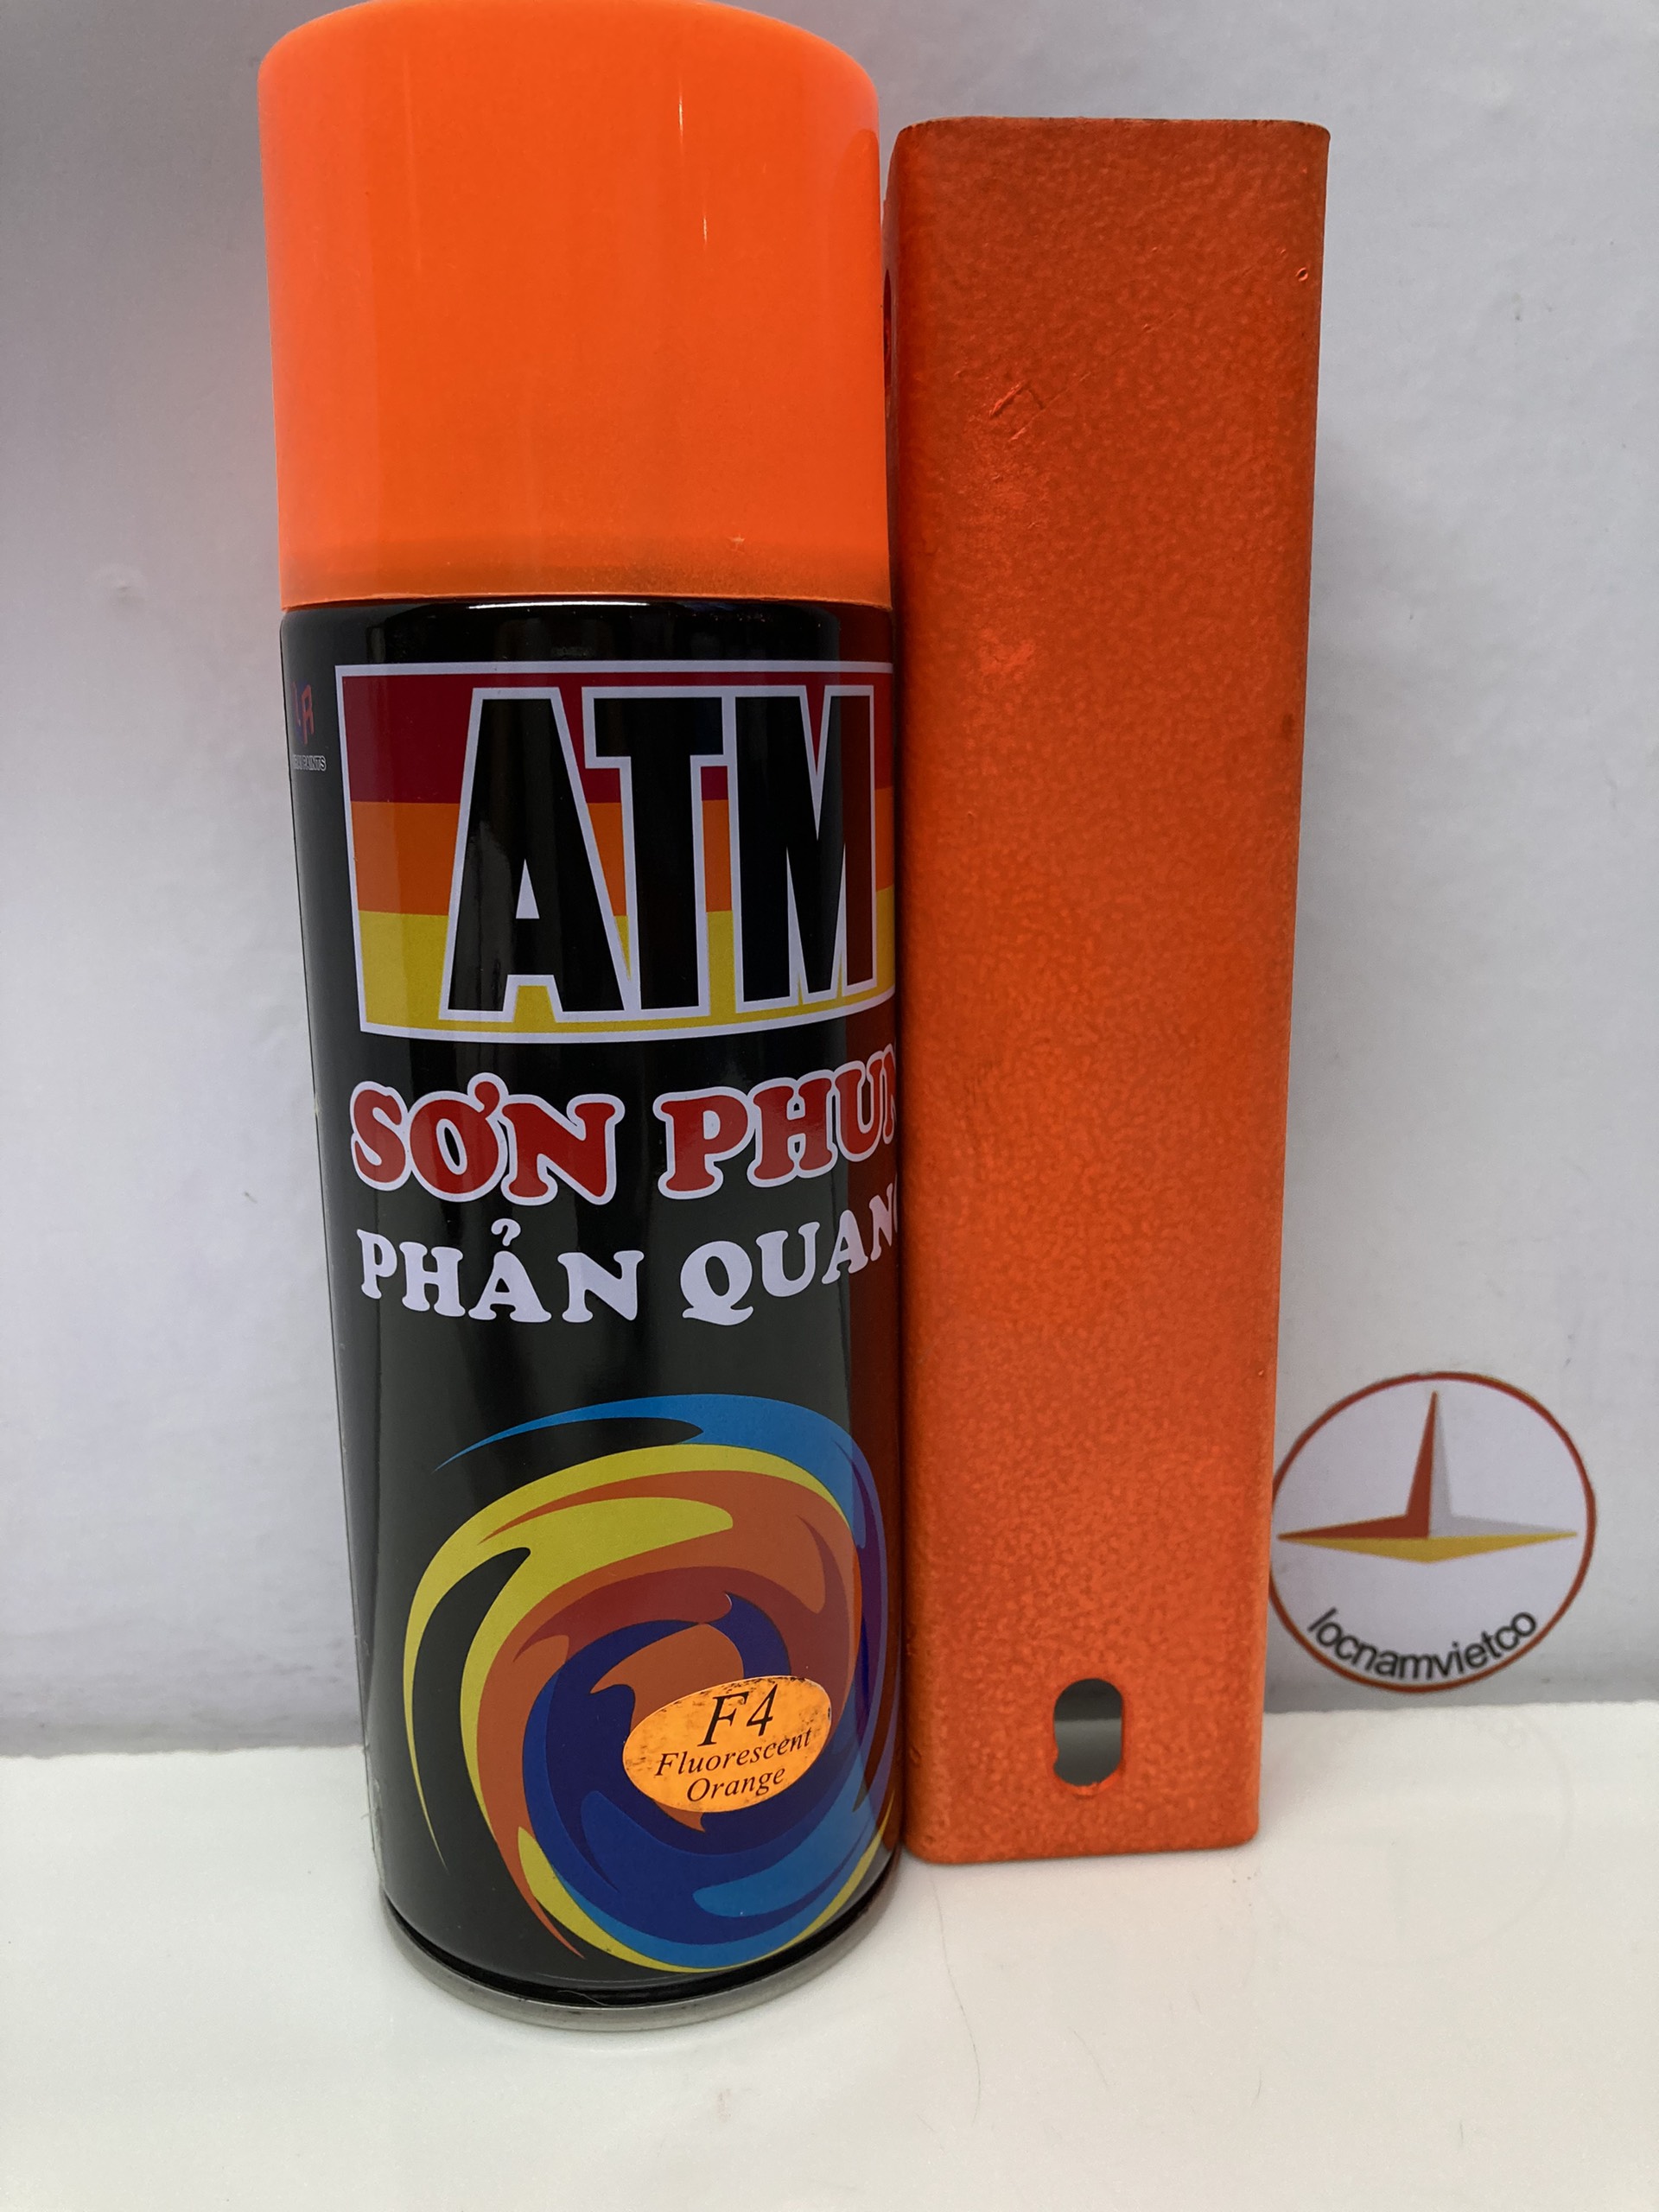 ATM
SƠN PHUN
PHẢN QUANG
F4
Fluorescent
Orange
locnamvietco